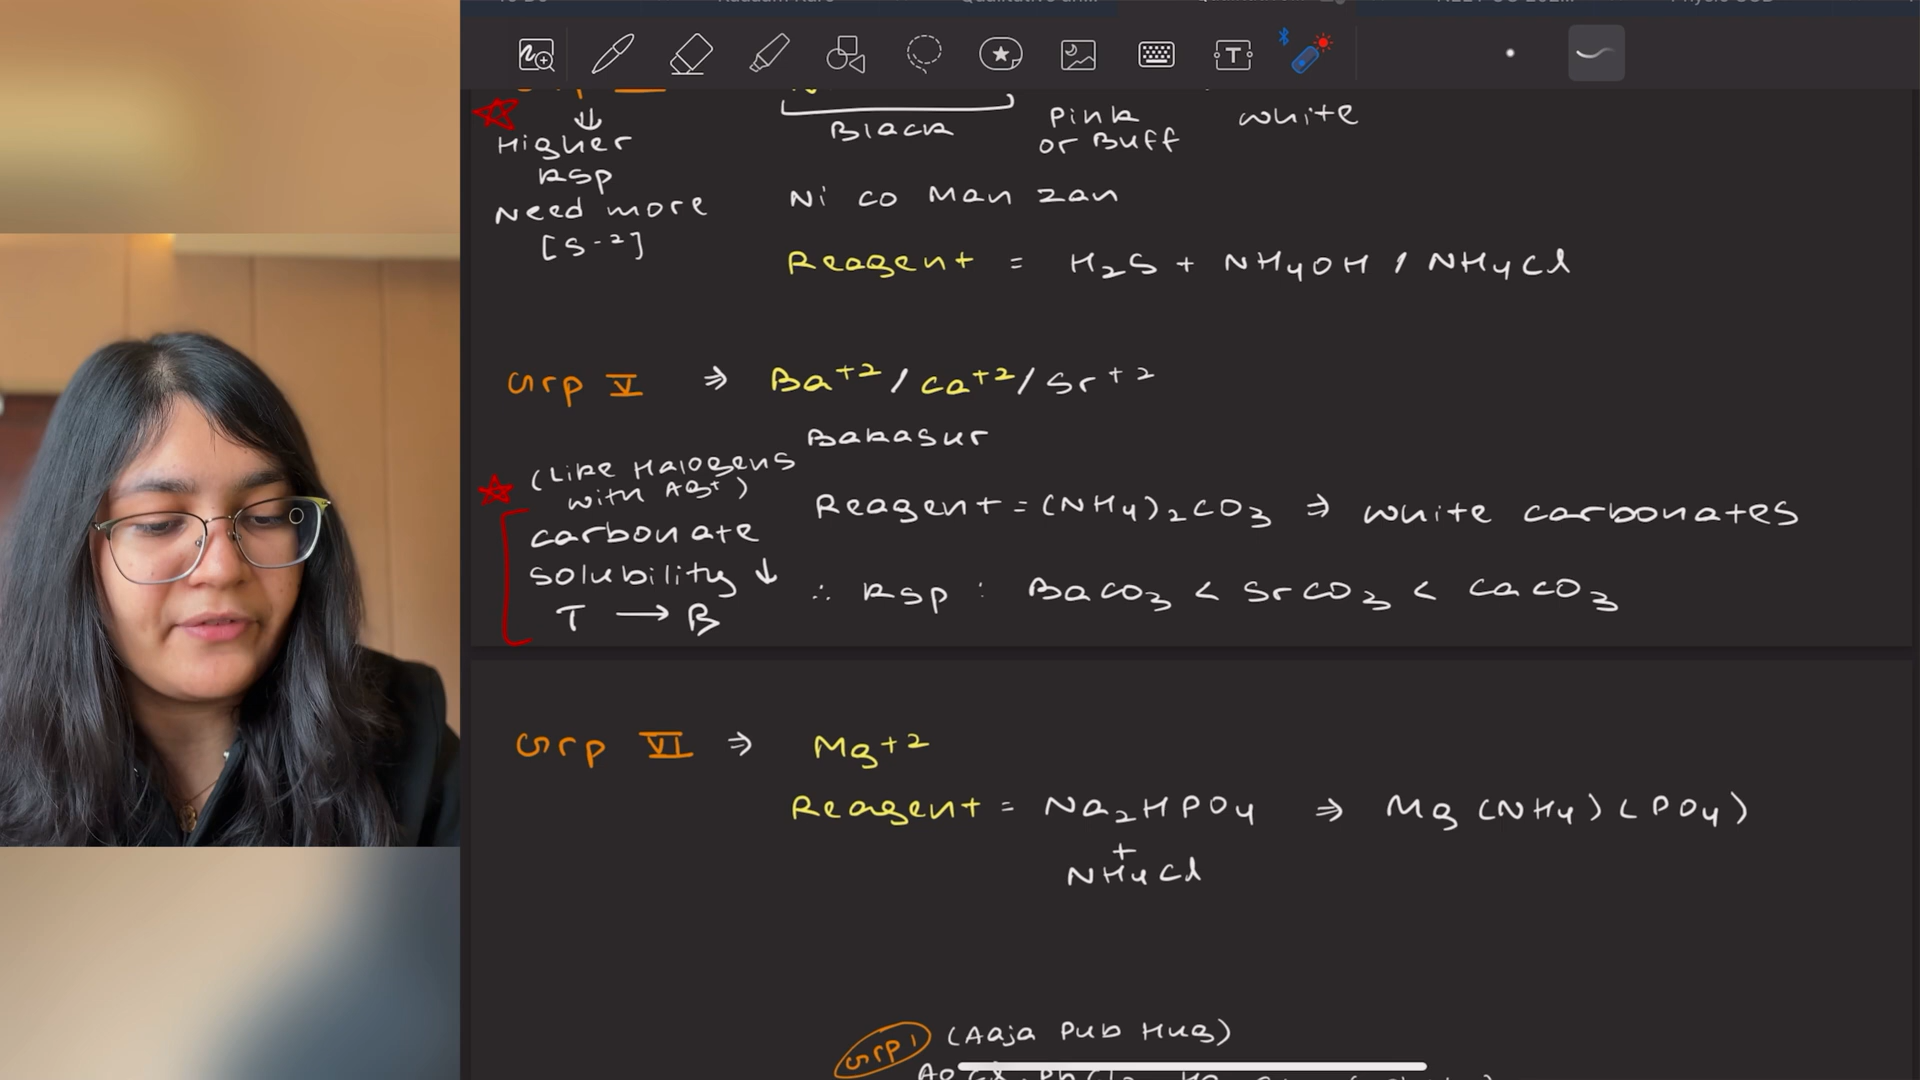 Black
Pink
or Buff
white
Higher
Ksp
Need more
[S-²]
Ni Co Man Zan
Reagent = H₂S + NH₄OH / NH₄Cl
Grp V ⇒ Ba⁺² / Ca⁺² / Sr⁺²
Bakasur
(Like Halogens
with Ag⁺)
carbonate
solubility ↓
T → B
Reagent = (NH₄)₂CO₃ ⇒ white carbonates
∴ Ksp : BaCO₃ < SrCO₃ < CaCO₃
Grp VI ⇒ Mg⁺²
Reagent = Na₂HPO₄ ⇒ Mg(NH₄)(PO₄)
+
NH₄Cl
Grp 1 (Aaja Pub Hug)